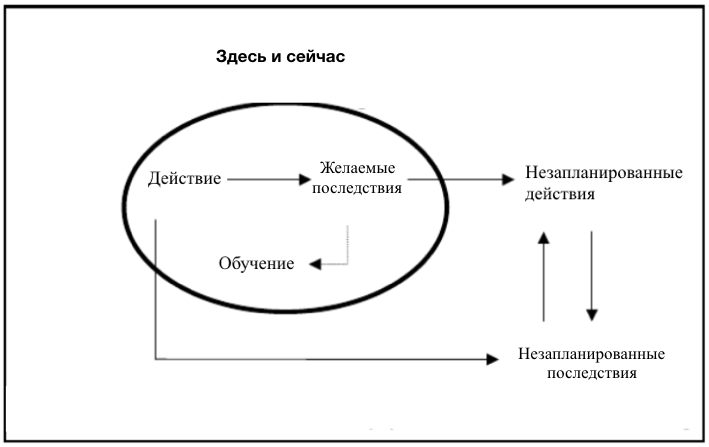 Здесь и сейчас
Действие
Желаемые
последствия
Незапланированные
действия
Обучение
Незапланированные
последствия